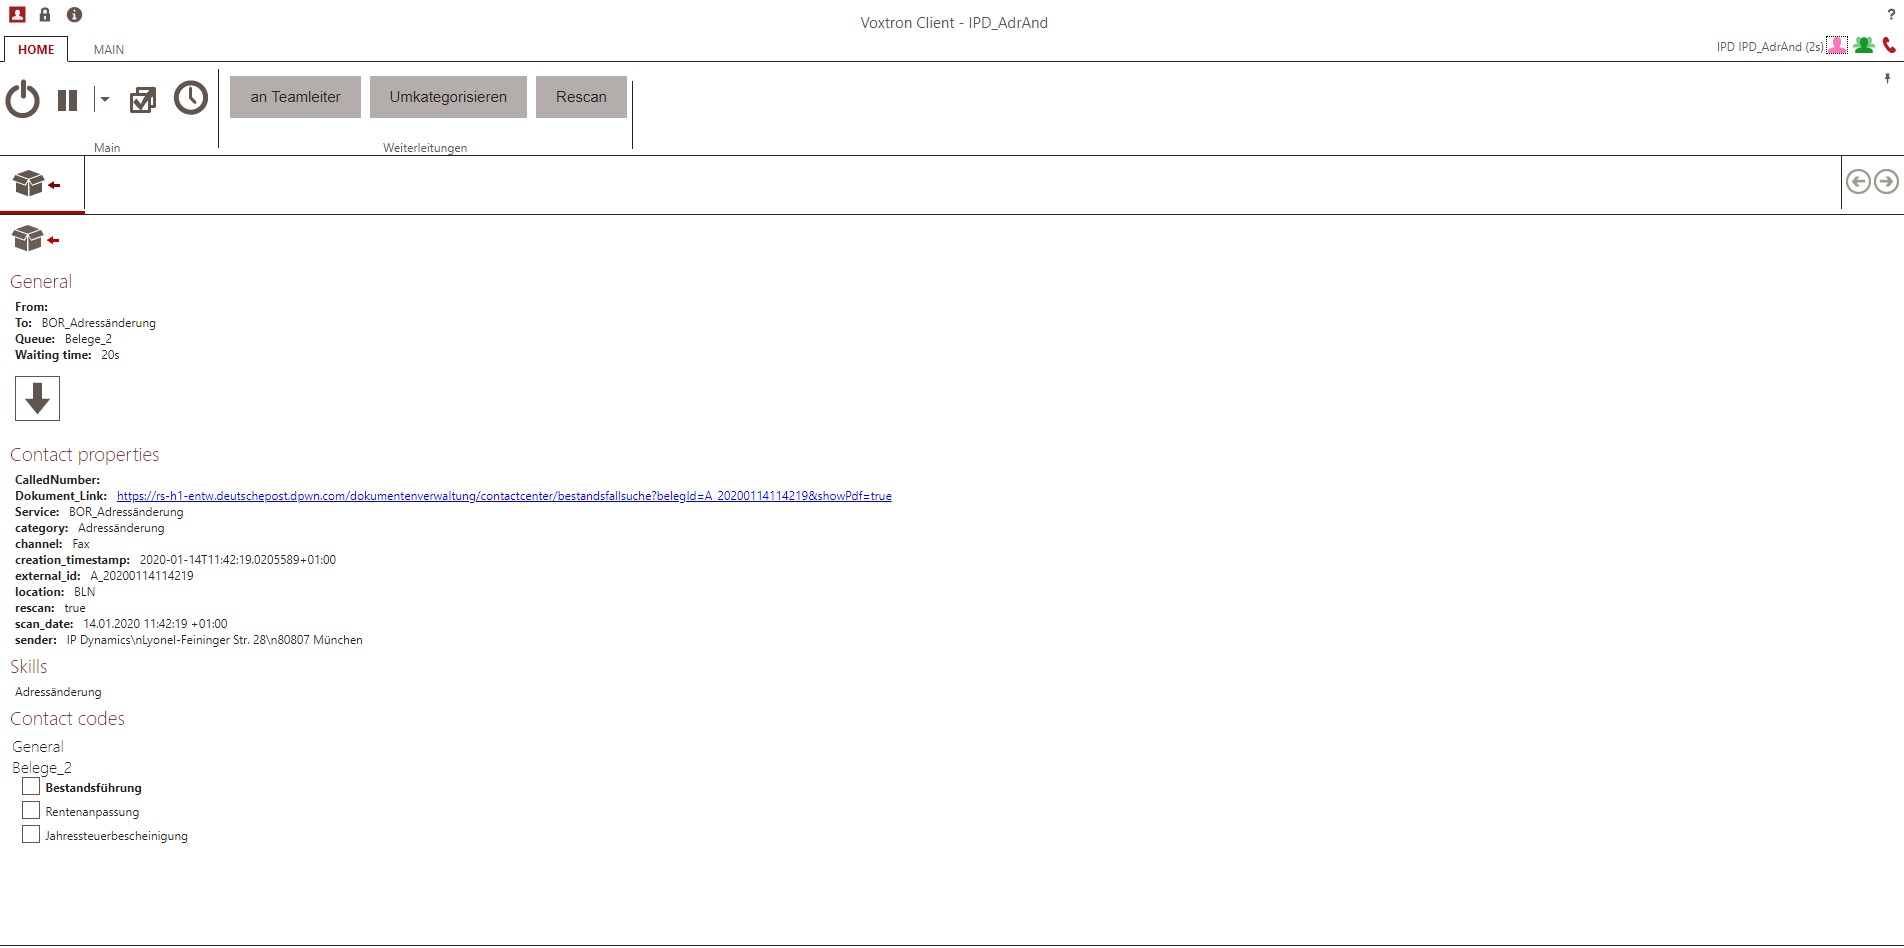 Voxtron Client - IPD_AdrAnd
?
HOME MAIN
IPD IPD_AdrAnd (2s)
an Teamleiter Umkategorisieren Rescan
Main Weiterleitungen
General
From:
To: BOR_Adressänderung
Queue: Belege_2
Waiting time: 20s
Contact properties
CalledNumber:
Dokument_Link: https://rs-h1-entw.deutschepost.dpwn.com/dokumentenverwaltung/contactcenter/bestandsfallsuche?belegId=A_20200114114219&showPdf=true
Service: BOR_Adressänderung
category: Adressänderung
channel: Fax
creation_timestamp: 2020-01-14T11:42:19.0205589+01:00
external_id: A_20200114114219
location: BLN
rescan: true
scan_date: 14.01.2020 11:42:19 +01:00
sender: IP Dynamics\nLyonel-Feininger Str. 28\n80807 München
Skills
Adressänderung
Contact codes
General
Belege_2
Bestandsführung
Rentenanpassung
Jahressteuerbescheinigung